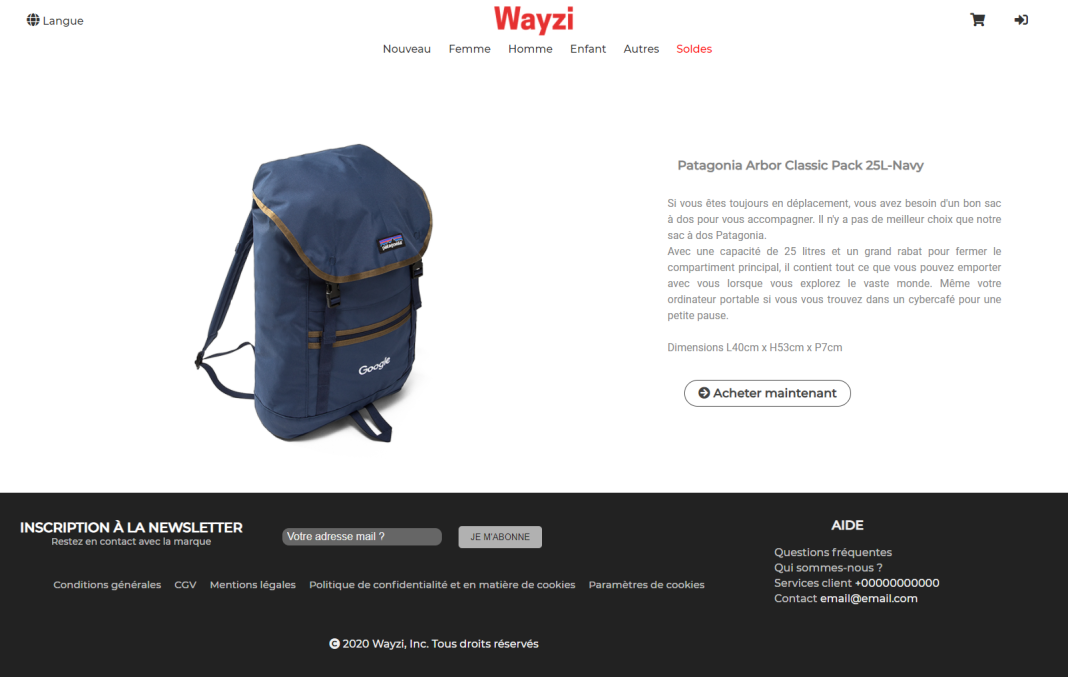 Langue
Wayzi
Nouveau Femme Homme Enfant Autres Soldes
patagonia
Google
Patagonia Arbor Classic Pack 25L-Navy
Si vous êtes toujours en déplacement, vous avez besoin d'un bon sac
à dos pour vous accompagner. Il n'y a pas de meilleur choix que notre
sac à dos Patagonia.
Avec une capacité de 25 litres et un grand rabat pour fermer le
compartiment principal, il contient tout ce que vous pouvez emporter
avec vous lorsque vous explorez le vaste monde. Même votre
ordinateur portable si vous vous trouvez dans un cybercafé pour une
petite pause.
Dimensions L40cm x H53cm x P7cm
Acheter maintenant
INSCRIPTION À LA NEWSLETTER
Restez en contact avec la marque
Votre adresse mail ?
JE M'ABONNE
Conditions générales CGV Mentions légales Politique de confidentialité et en matière de cookies Paramètres de cookies
AIDE
Questions fréquentes
Qui sommes-nous ?
Services client +00000000000
Contact email@email.com
© 2020 Wayzi, Inc. Tous droits réservés